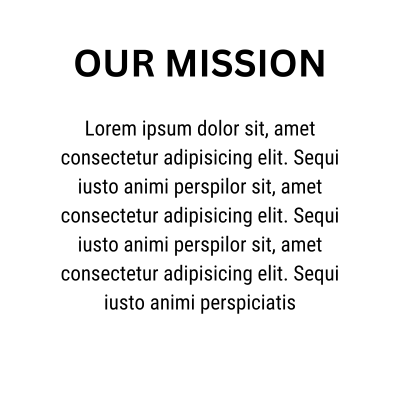 OUR MISSION
Lorem ipsum dolor sit, amet
consectetur adipisicing elit. Sequi
iusto animi perspilor sit, amet
consectetur adipisicing elit. Sequi
iusto animi perspilor sit, amet
consectetur adipisicing elit. Sequi
iusto animi perspiciatis